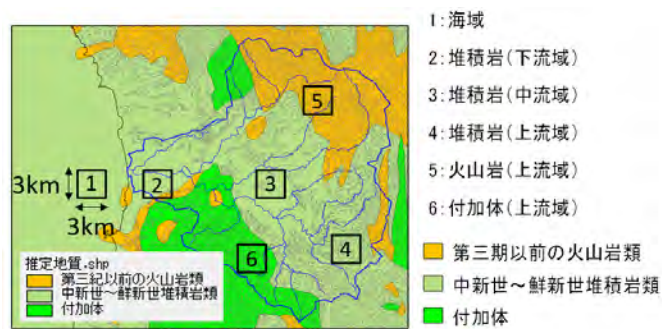 1:海域
2:堆積岩(下流域)
3:堆積岩(中流域)
4:堆積岩(上流域)
5:火山岩(上流域)
6:付加体(上流域)
第三期以前の火山岩類
中新世~鮮新世堆積岩類
付加体
5
3km
1
2
3
3km
4
6
推定地質.shp
第三紀以前の火山岩類
中新世~鮮新世堆積岩類
付加体